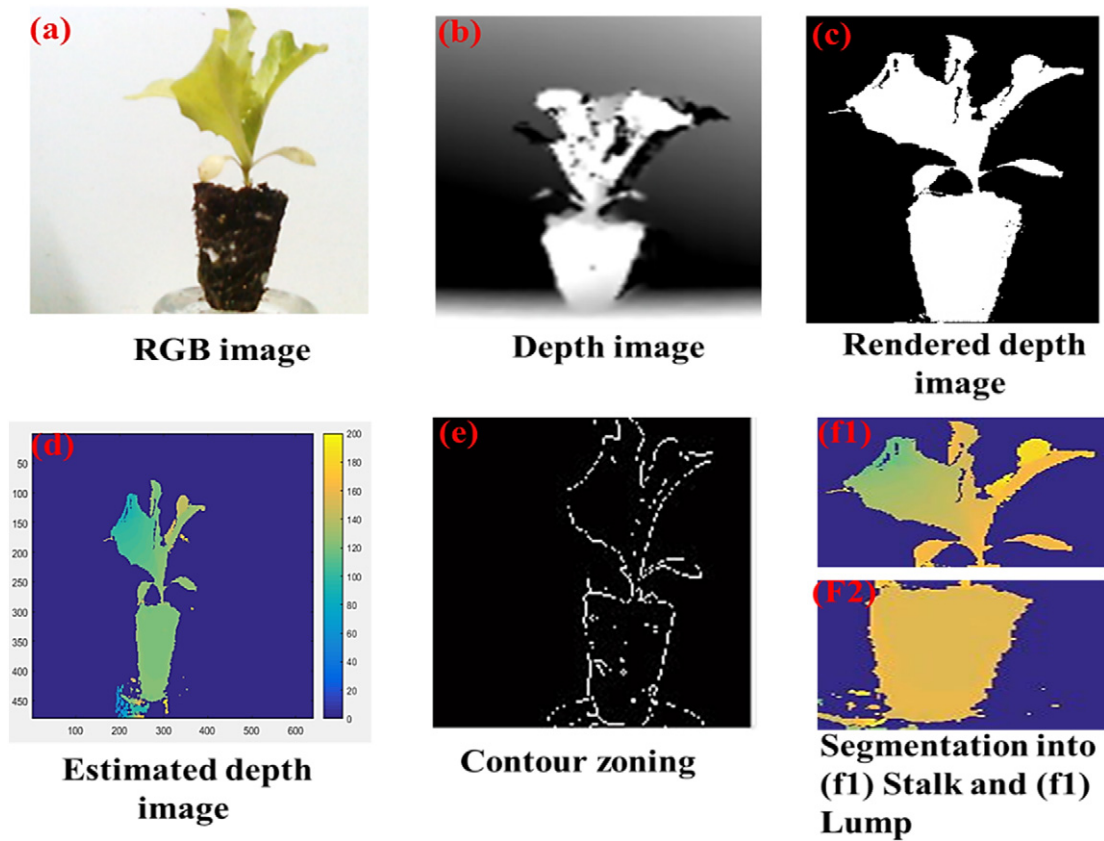 (a)
(b)
(c)
RGB image
Depth image
Rendered depth
image
(d)
200
180
160
140
120
100
80
60
40
20
0
50
100
150
200
250
300
350
400
450
100 200 300 400 500 600
Estimated depth
image
(e)
Contour zoning
(f1)
(F2)
Segmentation into
(f1) Stalk and (f1)
Lump